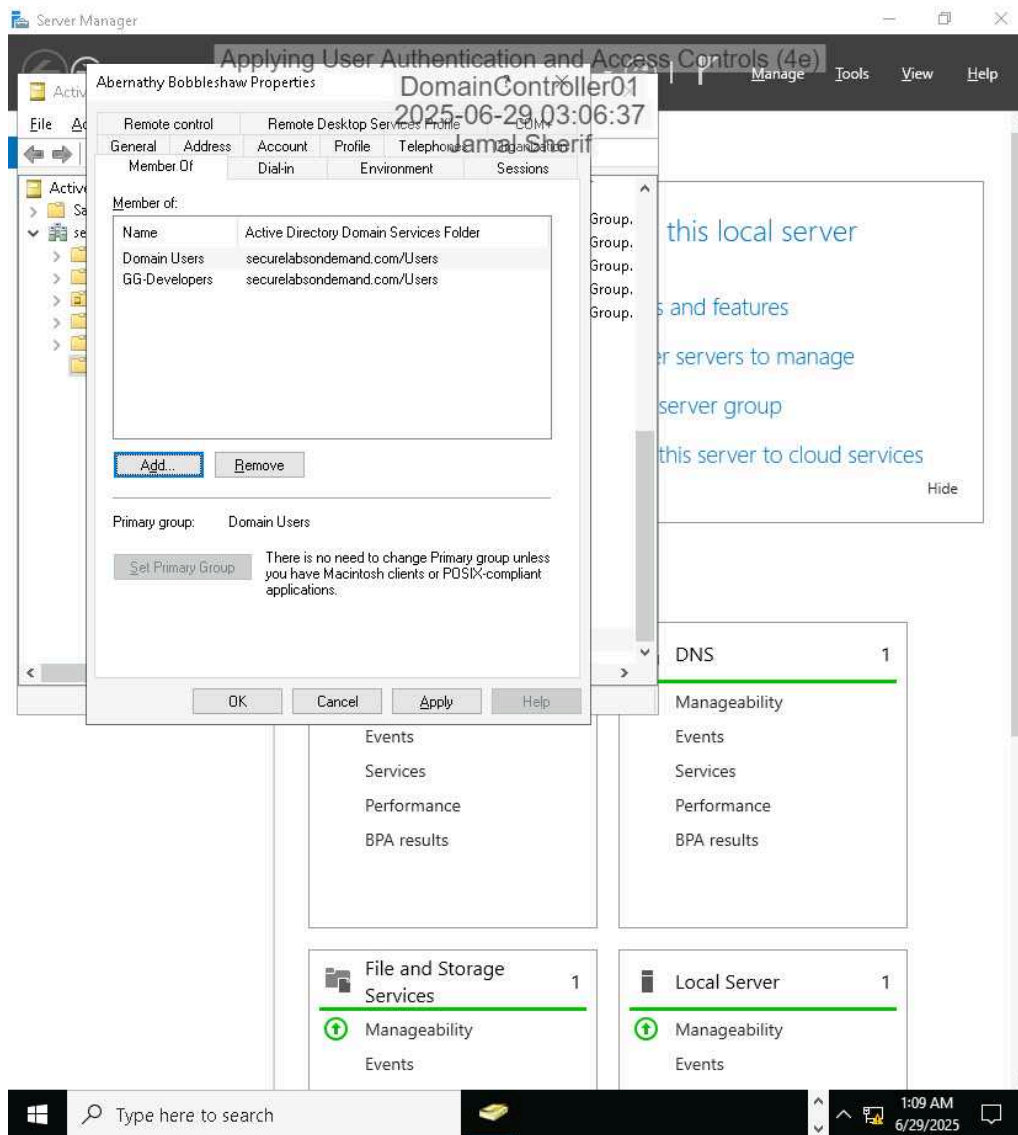 Server Manager
Applying User Authentication and Access Controls (4e)
DomainController01
2025-06-29 03:06:37
Jamal Sherif
Manage Tools View Help
Activ
Abernathy Bobbleshaw Properties
File Ac
Remote control Remote Desktop Services Profile COM+
General Address Account Profile Telephones Organization
Member Of Dial-in Environment Sessions
Active
Sa
se
Member of:
Name Active Directory Domain Services Folder
Domain Users securelabsondemand.com/Users
GG-Developers securelabsondemand.com/Users
Group.
Group.
Group.
Group.
Group.
this local server
s and features
er servers to manage
server group
this server to cloud services
Hide
Add... Remove
Primary group: Domain Users
Set Primary Group
There is no need to change Primary group unless
you have Macintosh clients or POSIX-compliant
applications.
OK Cancel Apply Help
Events
Services
Performance
BPA results
DNS 1
Manageability
Events
Services
Performance
BPA results
File and Storage
Services 1
Manageability
Events
Local Server 1
Manageability
Events
Type here to search
1:09 AM
6/29/2025